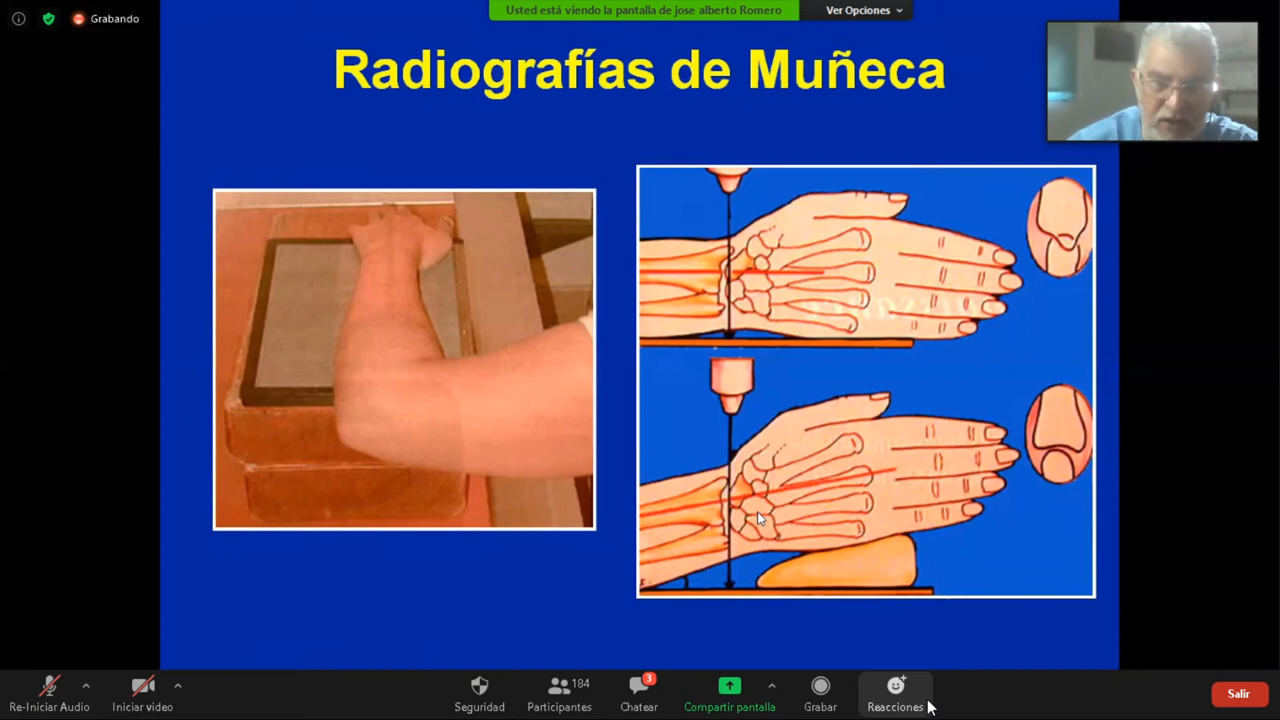 Grabando
Usted está viendo la pantalla de jose alberto Romero
Ver Opciones
Radiografías de Muñeca
Re-Iniciar Audio
Iniciar video
Seguridad
184
Participantes
3
Chatear
Compartir pantalla
Grabar
Reacciones
Salir